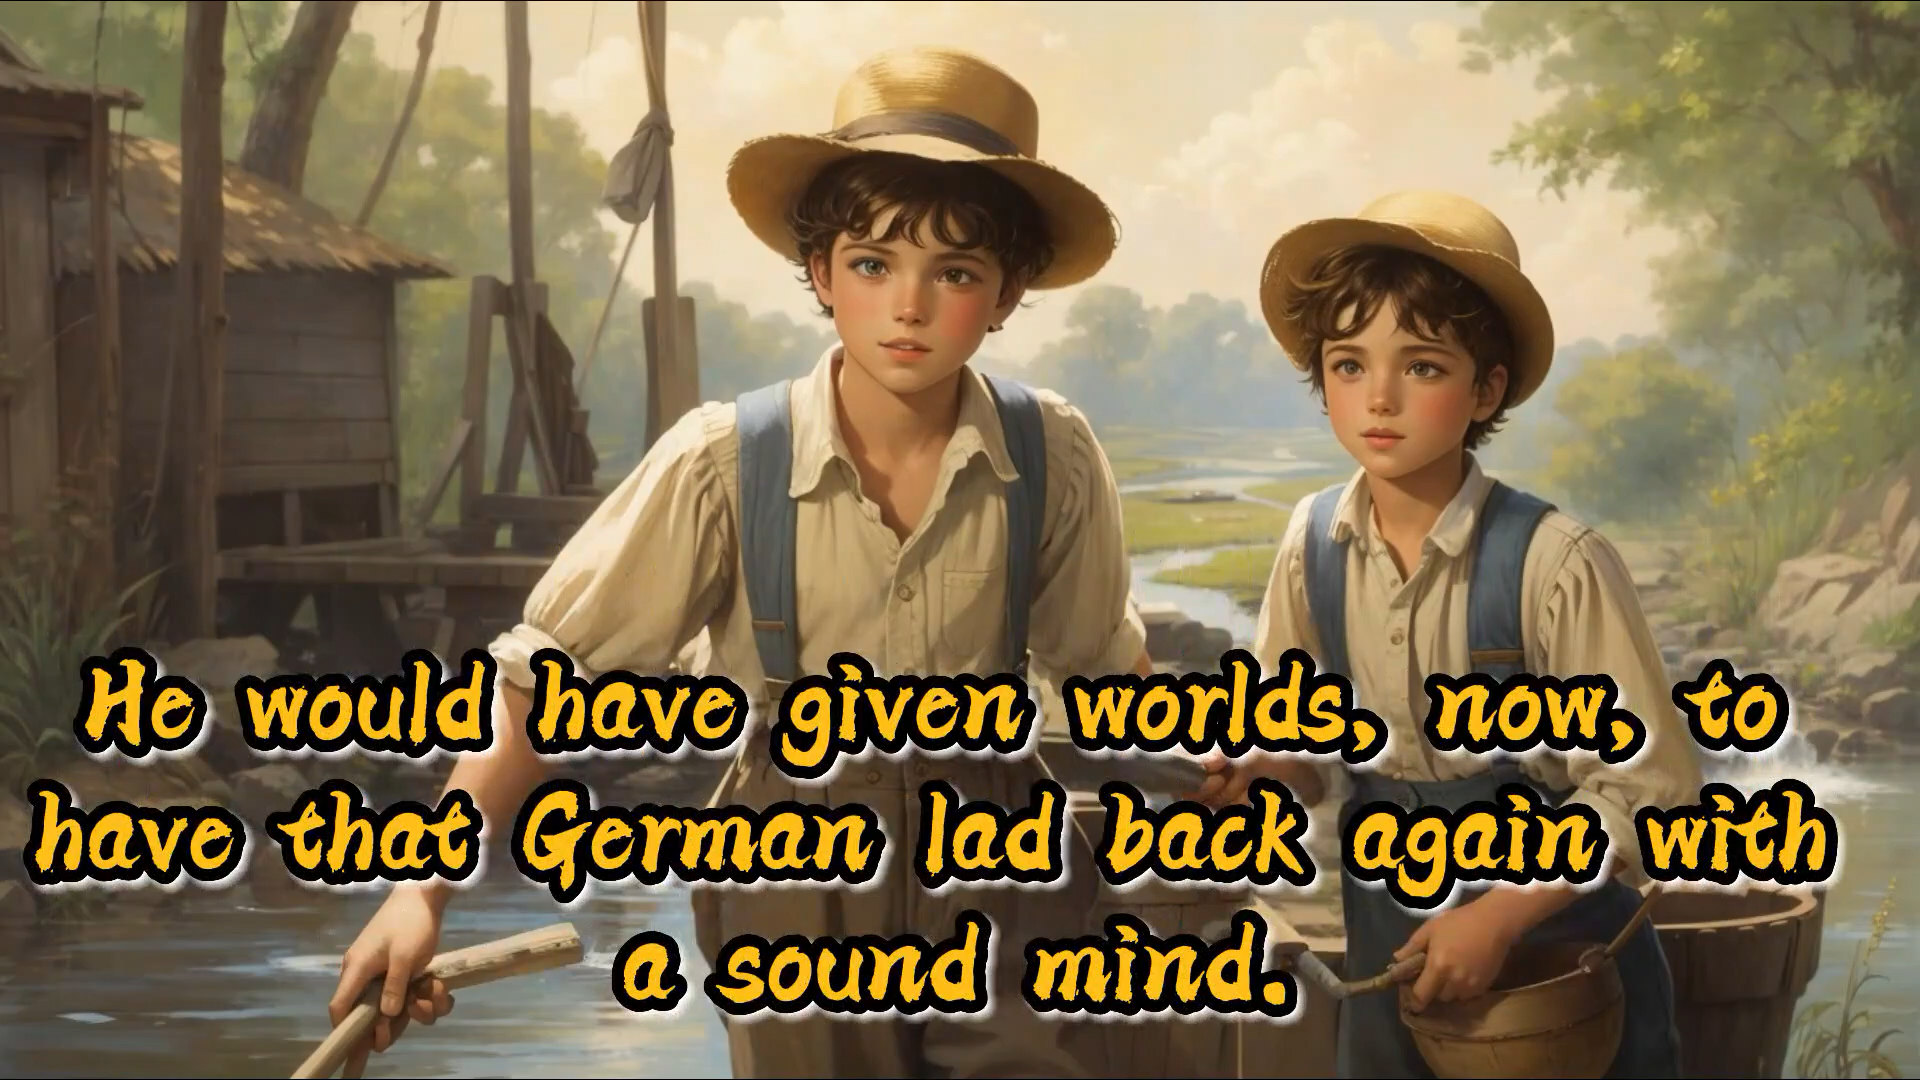 He would have given worlds, now, to
have that German lad back again with
a sound mind.